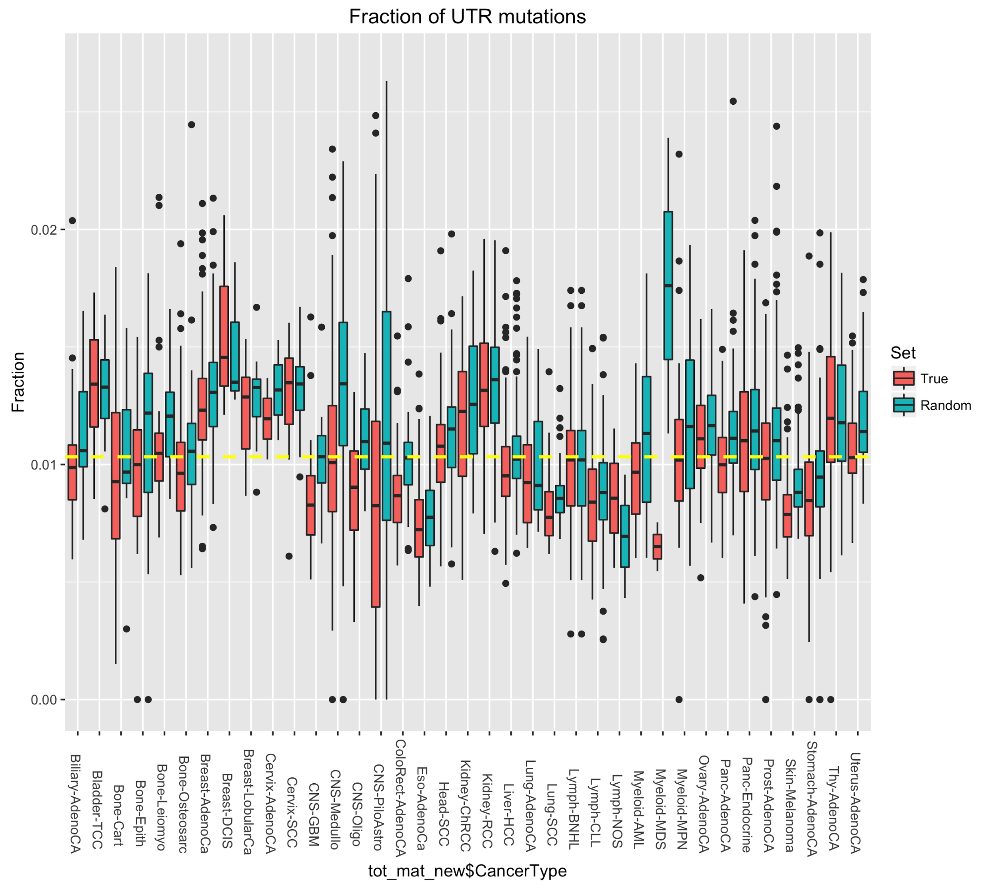 Fraction of UTR mutations
Fraction
0.02
0.01
0.00
Set
True
Random
Biliary-AdenoCA
Bladder-TCC
Bone-Cart
Bone-Epith
Bone-Leiomyo
Bone-Osteosarc
Breast-AdenoCa
Breast-DCIS
Breast-LobularCa
Cervix-AdenoCA
Cervix-SCC
CNS-GBM
CNS-Medullo
CNS-Oligo
CNS-PiloAstro
ColoRect-AdenoCA
Eso-AdenoCa
Head-SCC
Kidney-ChRCC
Kidney-RCC
Liver-HCC
Lung-AdenoCA
Lung-SCC
Lymph-BNHL
Lymph-CLL
Lymph-NOS
Myeloid-AML
Myeloid-MDS
Myeloid-MPN
Ovary-AdenoCA
Panc-AdenoCA
Panc-Endocrine
Prost-AdenoCA
Skin-Melanoma
Stomach-AdenoCA
Thy-AdenoCA
Uterus-AdenoCA
tot_mat_new$CancerType